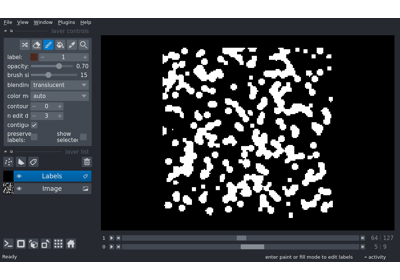 File View Window Plugins Help
layer controls
label: 1
opacity: 0.70
brush si 15
blendin translucent
color m auto
contour 0
n edit d 3
contigu
preserve labels: show selected
layer list
Labels
Image
1 64 127
0 5 9
Ready enter paint or fill mode to edit labels activity